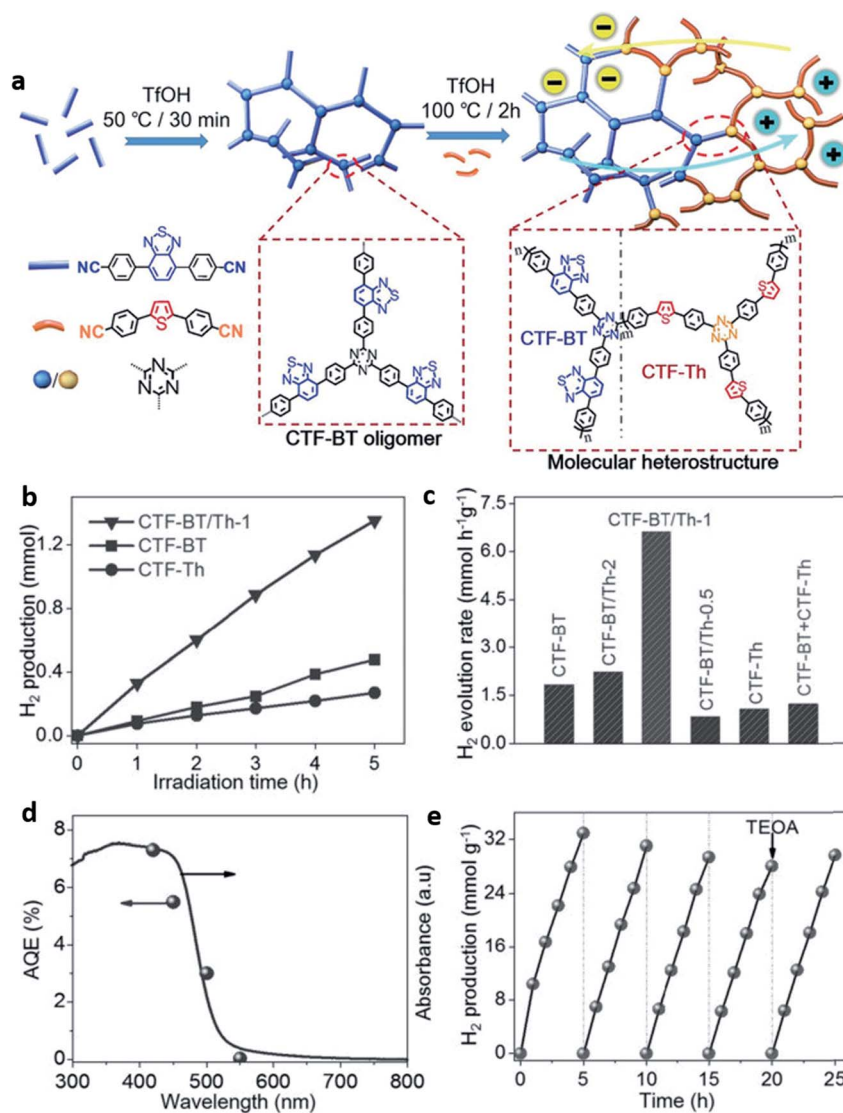 a
TfOH
50 °C / 30 min
TfOH
100 °C / 2h
NC
CN
S
N
N
NC
CN
S
CTF-BT oligomer
CTF-BT
CTF-Th
Molecular heterostructure
b
H₂ production (mmol)
1.2
0.8
0.4
0.0
CTF-BT/Th-1
CTF-BT
CTF-Th
0 1 2 3 4 5
Irradiation time (h)
c
H₂ evolution rate (mmol h⁻¹g⁻¹)
7.5
6.0
4.5
3.0
1.5
0.0
CTF-BT
CTF-BT/Th-2
CTF-BT/Th-1
CTF-BT/Th-0.5
CTF-Th
CTF-BT+CTF-Th
d
AQE (%)
8
6
4
2
0
Absorbance (a.u)
300 400 500 600 700 800
Wavelength (nm)
e
H₂ production (mmol g⁻¹)
32
24
16
8
0
TEOA
0 5 10 15 20 25
Time (h)